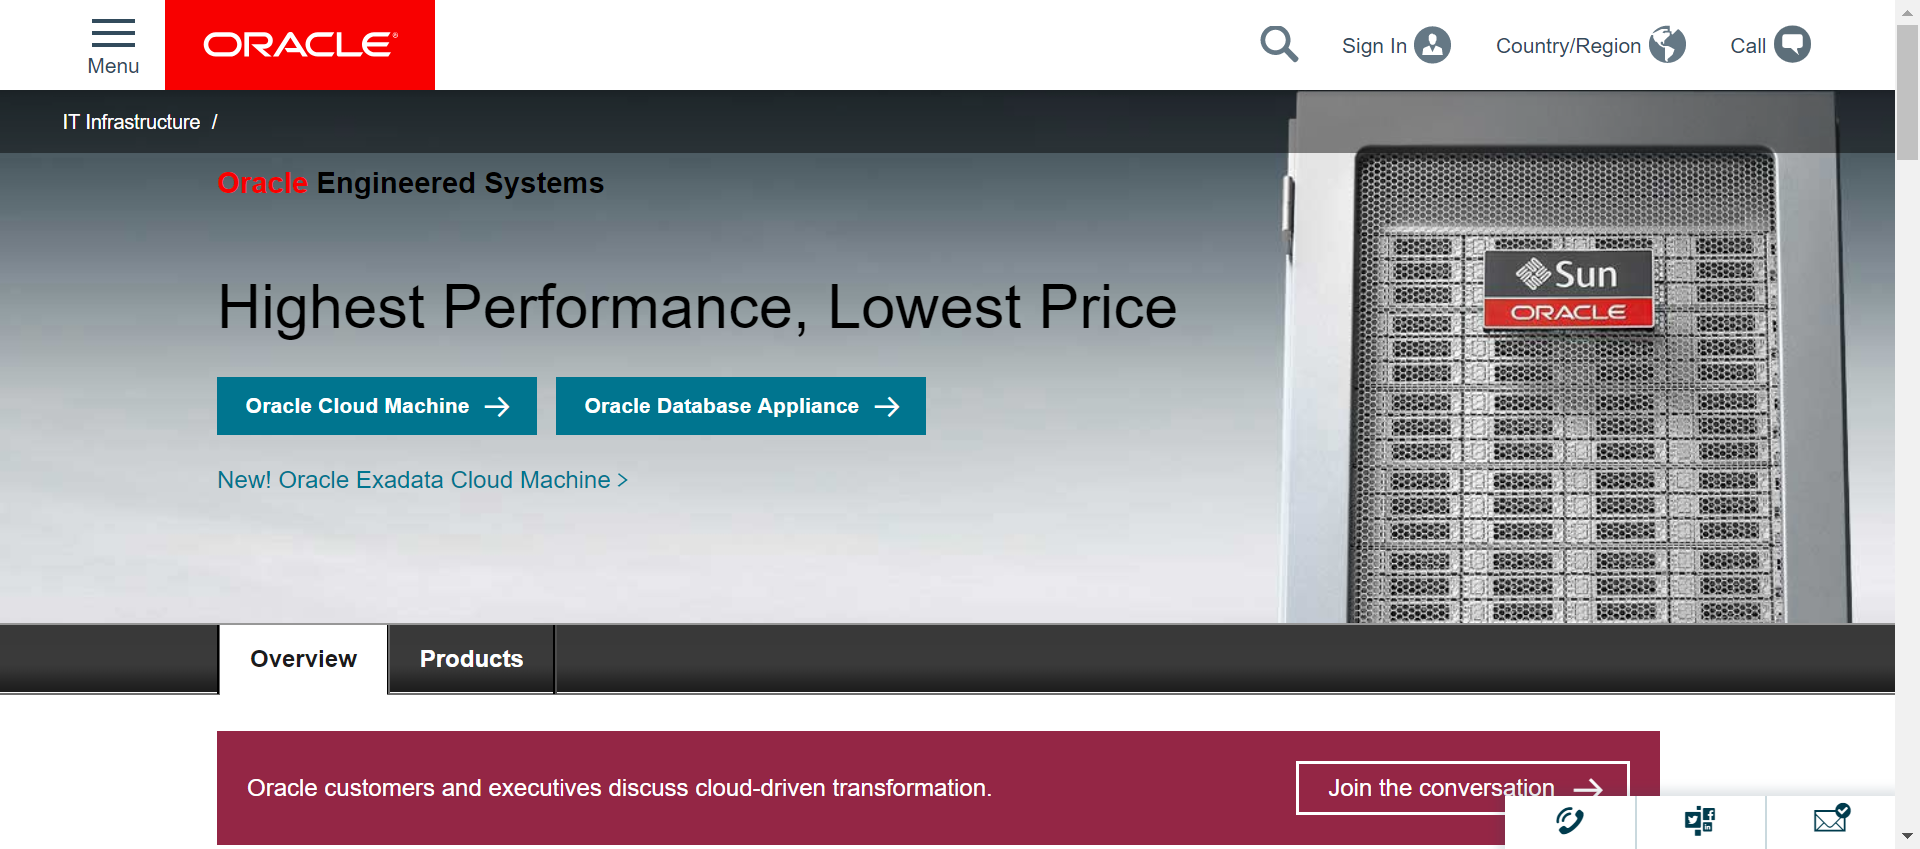 Menu
ORACLE®
Sign In
Country/Region
Call
IT Infrastructure /
Oracle Engineered Systems
Highest Performance, Lowest Price
Sun
ORACLE
Oracle Cloud Machine
Oracle Database Appliance
New! Oracle Exadata Cloud Machine >
Overview
Products
Oracle customers and executives discuss cloud-driven transformation.
Join the conversation